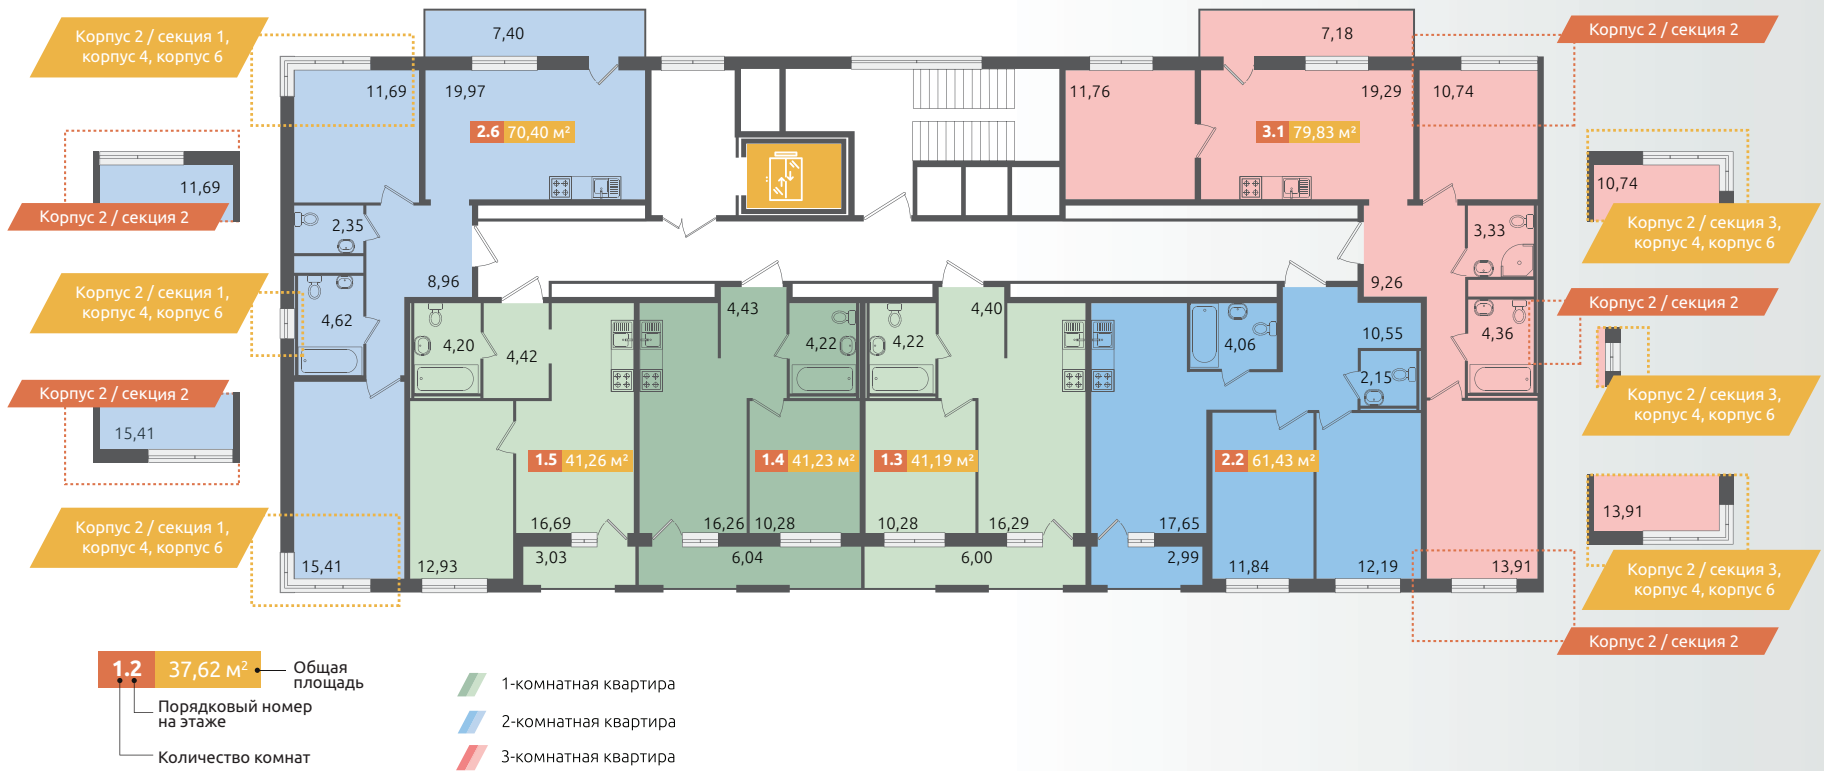 Корпус 2 / секция 1,
корпус 4, корпус 6
7,40
7,18
Корпус 2 / секция 2
11,69
19,97
2.6 70,40 м²
11,76
19,29
3.1 79,83 м²
10,74
11,69
Корпус 2 / секция 2
10,74
Корпус 2 / секция 3,
корпус 4, корпус 6
2,35
8,96
3,33
9,26
Корпус 2 / секция 1,
корпус 4, корпус 6
4,62
4,20
4,42
4,43
4,22
4,22
4,40
4,06
10,55
2,15
4,36
Корпус 2 / секция 2
Корпус 2 / секция 3,
корпус 4, корпус 6
Корпус 2 / секция 2
15,41
1.5 41,26 м²
1.4 41,23 м²
1.3 41,19 м²
2.2 61,43 м²
13,91
Корпус 2 / секция 1,
корпус 4, корпус 6
16,69
16,26
10,28
10,28
16,29
17,65
15,41
12,93
3,03
6,04
6,00
2,99
11,84
12,19
13,91
Корпус 2 / секция 3,
корпус 4, корпус 6
Корпус 2 / секция 2
1.2 37,62 м²
Общая
площадь
Порядковый номер
на этаже
Количество комнат
1-комнатная квартира
2-комнатная квартира
3-комнатная квартира